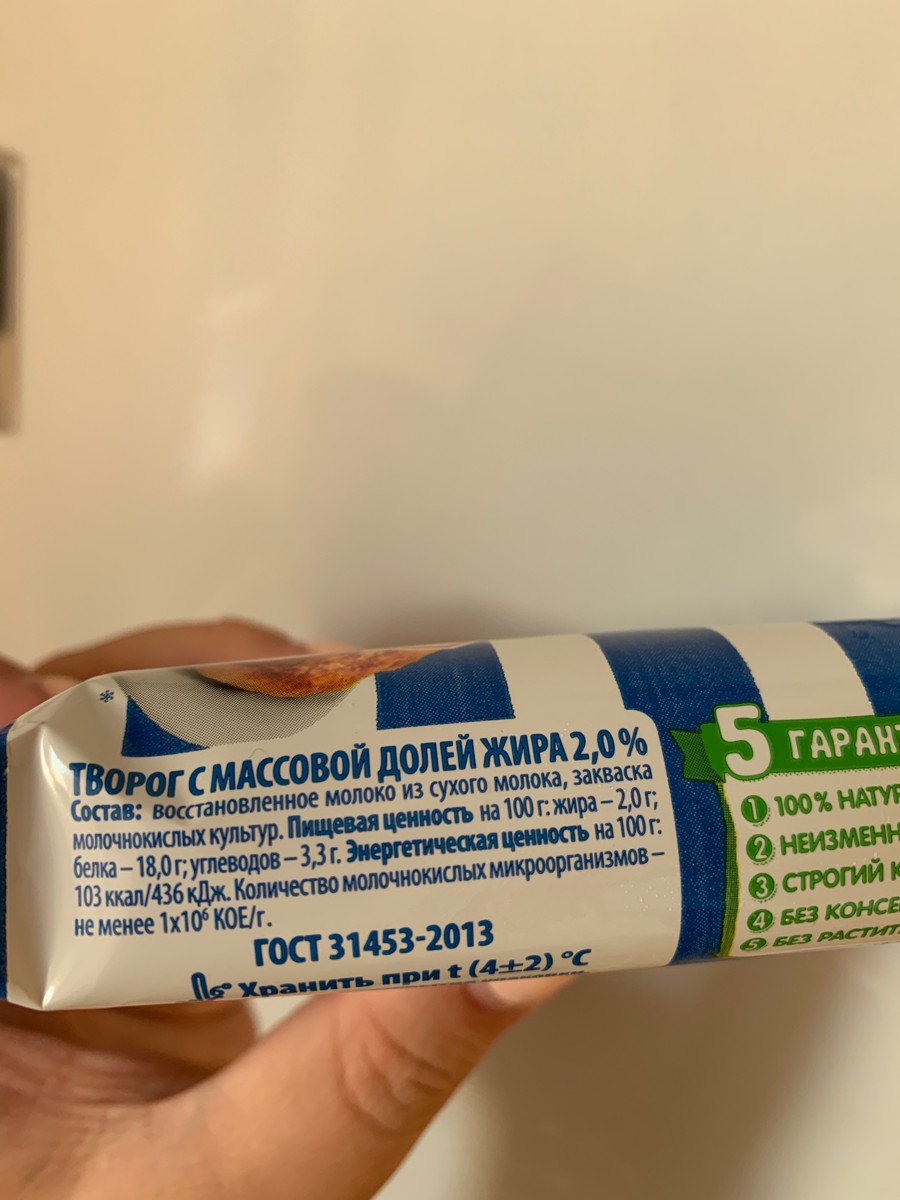 *
ТВОРОГ С МАССОВОЙ ДОЛЕЙ ЖИРА 2,0%
Состав: восстановленное молоко из сухого молока, закваска
молочнокислых культур. Пищевая ценность на 100 г: жира – 2,0 г;
белка – 18,0 г; углеводов – 3,3 г. Энергетическая ценность на 100 г:
103 ккал/436 кДж. Количество молочнокислых микроорганизмов –
не менее 1х10⁶ КОЕ/г.
ГОСТ 31453-2013
Хранить при t (4±2) °С
5 ГАРАНТ
1 100% НАТУР
2 НЕИЗМЕНН
3 СТРОГИЙ К
4 БЕЗ КОНСЕ
5 БЕЗ РАСТИТ